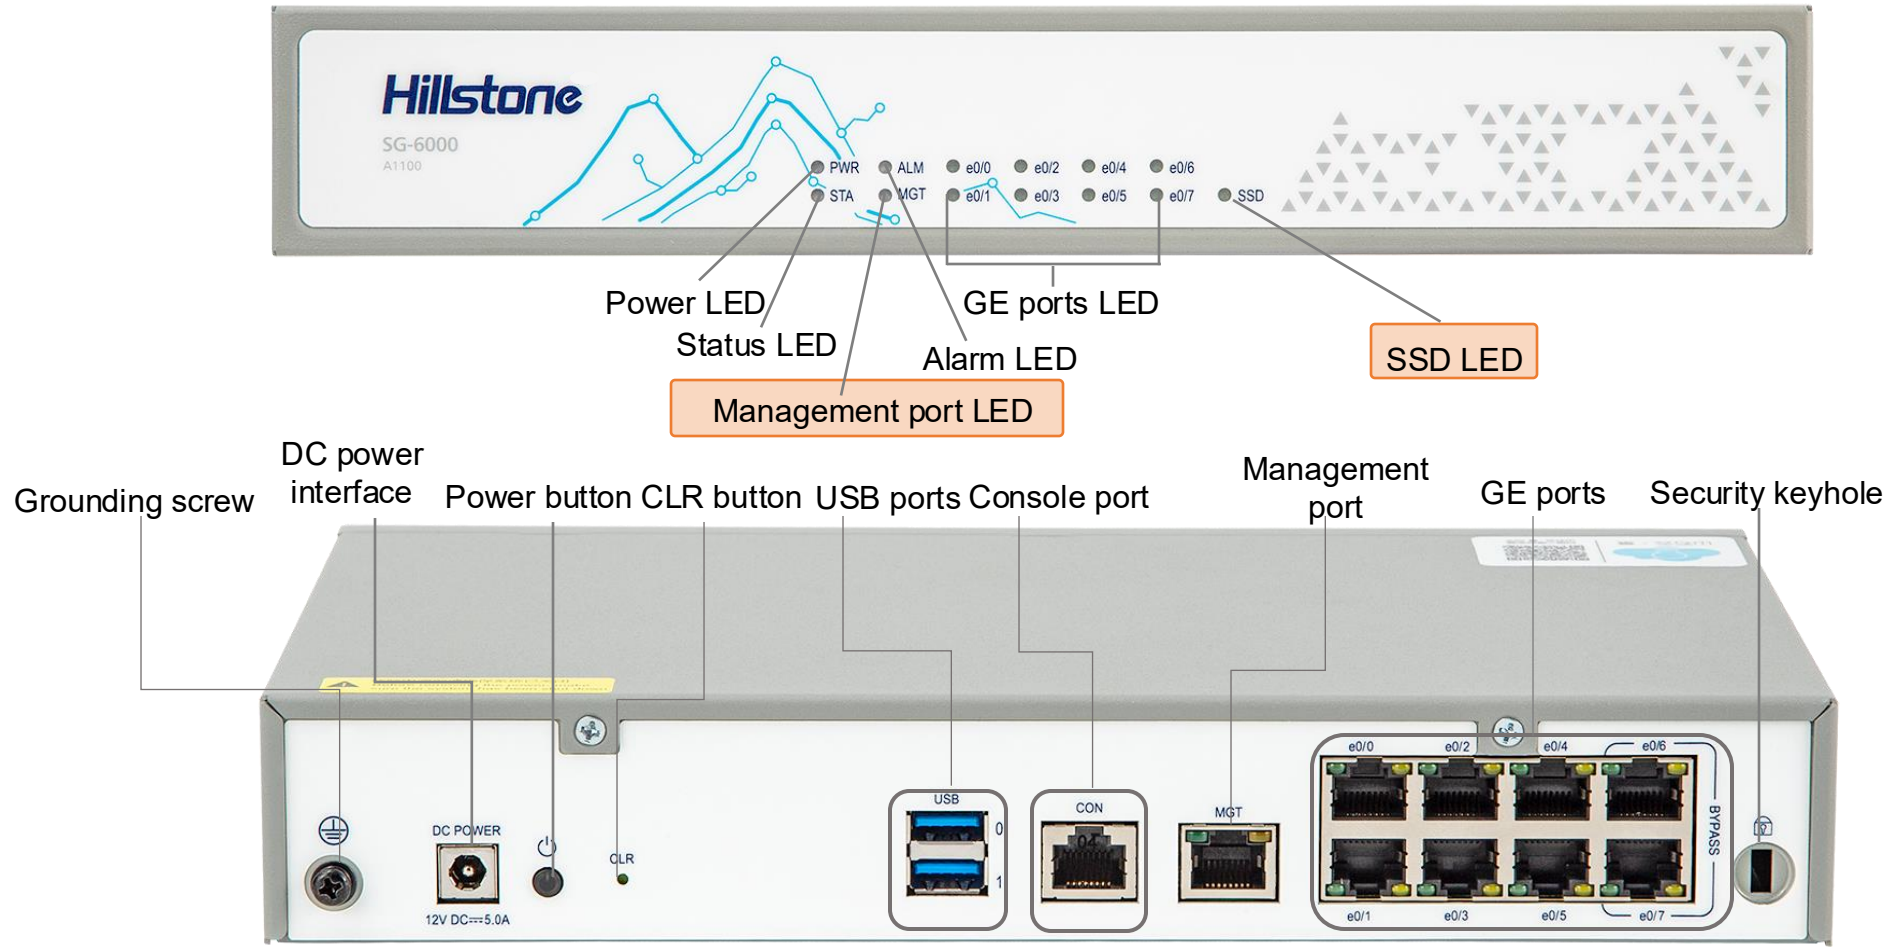 Hillstone
SG-6000
A1100
PWR ALM e0/0 e0/2 e0/4 e0/6
STA MGT e0/1 e0/3 e0/5 e0/7 SSD
Power LED
GE ports LED
Status LED
Alarm LED
SSD LED
Management port LED
DC power
interface
Grounding screw
Power button
CLR button
USB ports
Console port
Management
port
GE ports
Security keyhole
e0/0 e0/2 e0/4 e0/6
USB
CON
MGT
0
1
04
DC POWER
CLR
BYPASS
12V DC⎓5.0A
e0/1 e0/3 e0/5 e0/7